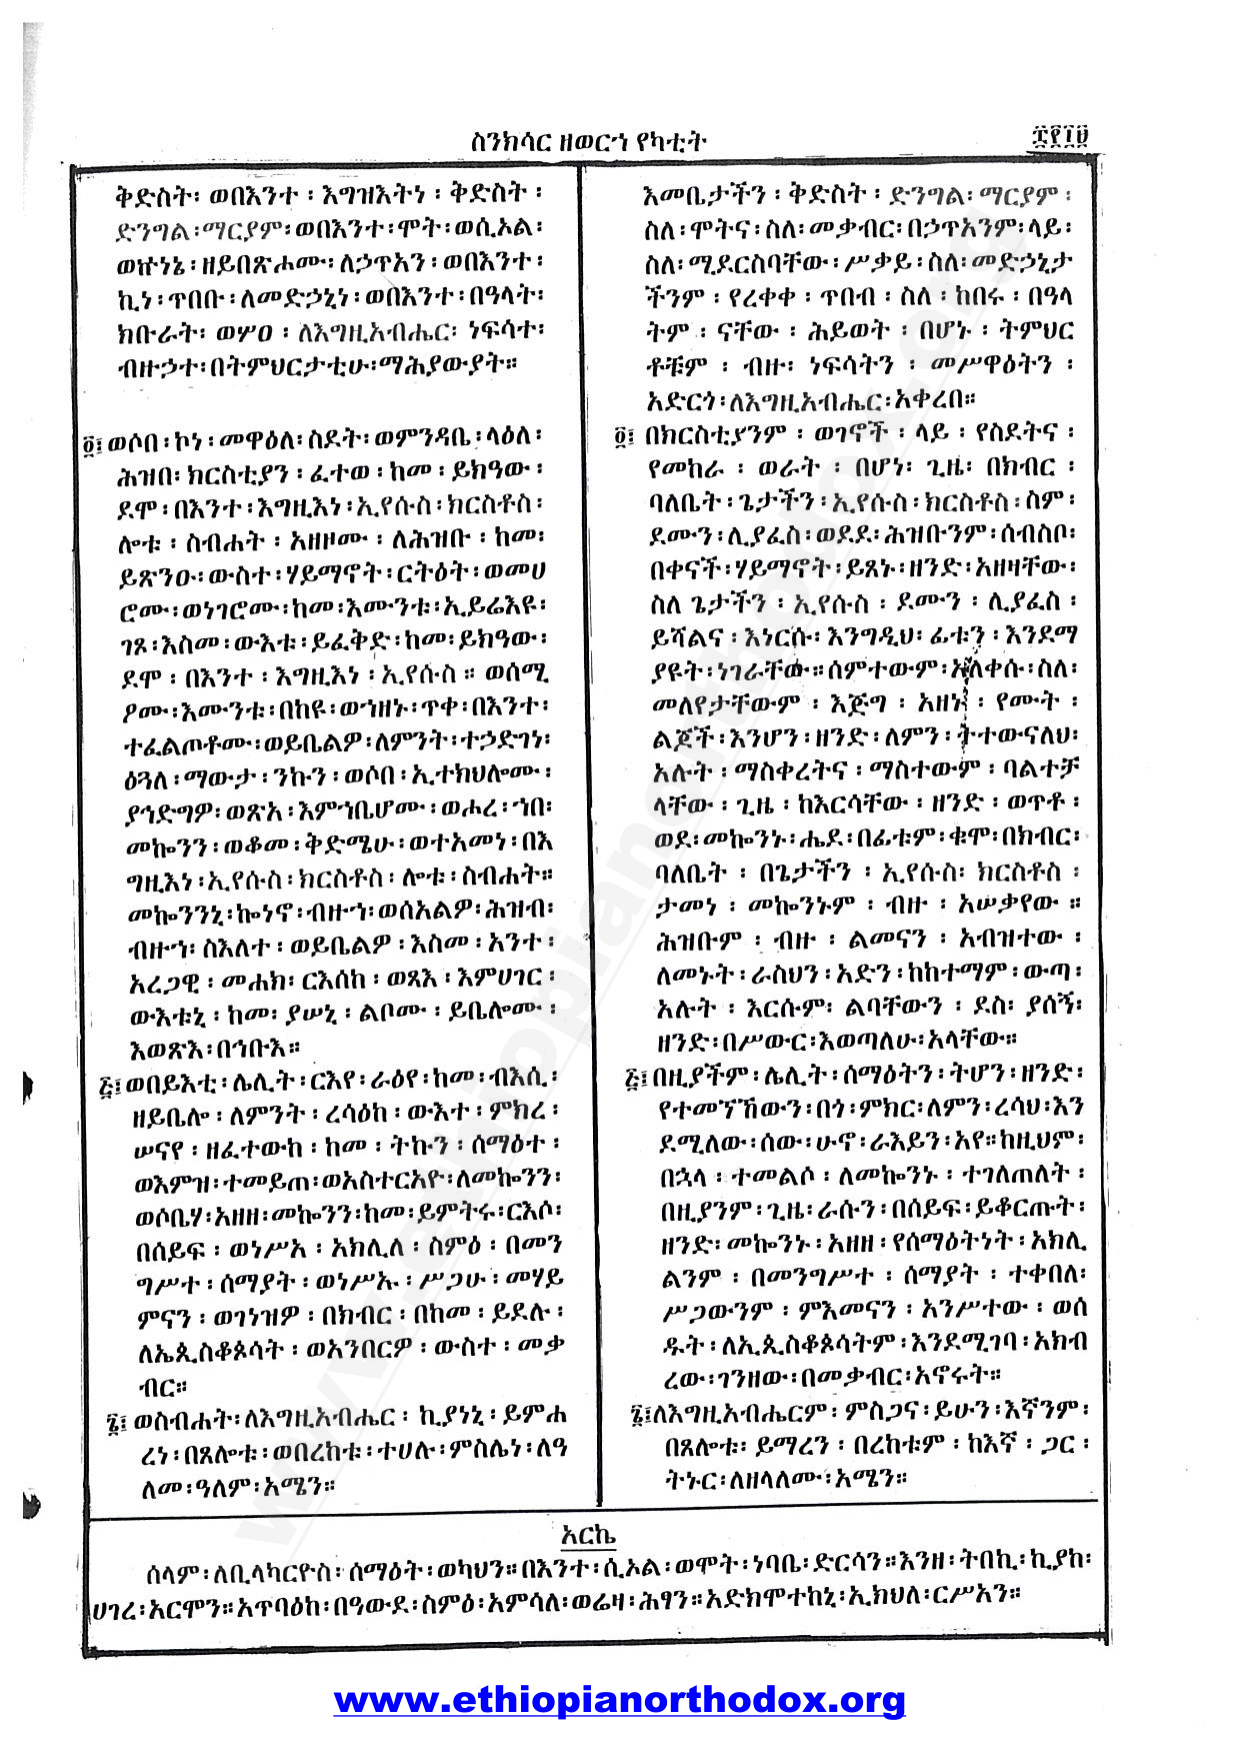 ስንክሳር ዘወርኀ የካቲት
ቅድስት፡ ወበእንተ ፡ እግዝእትነ ፡ ቅድስት ፡
ድንግል ፡ ማርያም ፡ ወበእንተ ፡ ሞት ፡ ወሲኦል ፡
ወኵነኔ ፡ ዘይበጽሖሙ ፡ ለኃጥአን ፡ ወበእንተ ፡
ኪነ ፡ ጥበቡ ፡ ለመድኃኒነ ፡ ወበእንተ ፡ በዓላት ፡
ክቡራት፡ ወሦዐ ፡ ለእግዚአብሔር፡ ነፍሳተ፡
ብዙኃተ ፡ በትምህርታቲሁ ፡ ማሕያውያት ።
፬፤ ወሶበ ፡ ኮነ ፡ መዋዕለ ፡ ስደት ፡ ወምንዳቤ ፡ ላዕለ ፡
ሕዝበ፡ ክርስቲያን ፡ ፈተወ ፡ ከመ ፡ ይክዓው ፡
ደሞ ፡ በእንተ ፡ እግዚእነ ፡ ኢየሱስ ፡ ክርስቶስ ፡
ሎቱ ፡ ስብሐት ፡ አዘዞሙ ፡ ለሕዝቡ ፡ ከመ፡
ይጽንዑ ፡ ውስተ ፡ ሃይማኖት ፡ ርትዕት ፡ ወመሀ
ሮሙ ፡ ወነገሮሙ ፡ ከመ ፡ እሙንቱ ፡ ኢይሬእዩ ፡
ገጾ ፡ እስመ ፡ ውእቱ ፡ ይፈቅድ ፡ ከመ ፡ ይክዓው ፡
ደሞ ፡ በእንተ ፡ እግዚእነ ፡ ኢየሱስ ። ወሰሚ
ዖሙ ፡ እሙንቱ ፡ በከዩ ፡ ወኀዘኑ ፡ ጥቀ ፡ በእንተ ፡
ተፈልጦቶሙ ፡ ወይቤልዎ ፡ ለምንት ፡ ተኃድገነ ፡
ዕጓለ ፡ ማውታ ፡ ንኩን ፡ ወሶበ ፡ ኢተክህሎሙ ፡
ያኅድግዎ ፡ ወጽአ ፡ እምኀቤሆሙ ፡ ወሖረ ፡ ኀበ፡
መኰንን ፡ ወቆመ ፡ ቅድሜሁ ፡ ወተአመነ ፡ በእ
ግዚእነ ፡ ኢየሱስ ፡ ክርስቶስ ፡ ሎቱ ፡ ስብሐት ።
መኰንንኒ ፡ ኰነኖ ፡ ብዙኀ ፡ ወሰአልዎ ፡ ሕዝብ ፡
ብዙኀ፡ ስእለተ ፡ ወይቤልዎ ፡ እስመ ፡ አንተ ፡
አረጋዊ ፡ መሐክ፡ ርእሰከ ፡ ወጻእ ፡ እምሀገር ፡
ውእቱኒ ፡ ከመ፡ ያሠኒ ፡ ልቦሙ ፡ ይቤሎሙ ፡
እወጽእ ፡ በኅቡእ ።
፭፤ ወበይእቲ ፡ ሌሊት ፡ ርእየ ፡ ራዕየ ፡ ከመ ፡ ብእሲ ፡
ዘይቤሎ ፡ ለምንት ፡ ረሳዕከ ፡ ውእተ ፡ ምክረ ፡
ሠናየ ፡ ዘፈተውከ ፡ ከመ ፡ ትኩን ፡ ሰማዕተ ፡
ወእምዝ ፡ ተመይጠ ፡ ወአስተርአዮ ፡ ለመኰንን ፡
ወሶቤሃ ፡ አዘዘ ፡ መኰንን ፡ ከመ ፡ ይምትሩ ፡ ርእሶ ፡
በሰይፍ ፡ ወነሥአ ፡ አክሊለ ፡ ስምዕ ፡ በመን
ግሥተ ፡ ሰማያት ፡ ወነሥኡ ፡ ሥጋሁ ፡ መሃይ
ምናን ፡ ወገነዝዎ ፡ በክብር ፡ በከመ ፡ ይደሉ ፡
ለኤጲስቆጶሳት ፡ ወአንበርዎ ፡ ውስተ ፡ መቃ
ብር ።
፮፤ ወስብሐት ፡ ለእግዚአብሔር ፡ ኪያነኒ ፡ ይምሐ
ረነ ፡ በጸሎቱ ፡ ወበረከቱ ፡ ተሀሉ ፡ ምስሌነ ፡ ለዓ
ለመ ፡ ዓለም ፡ አሜን ።
እመቤታችን ፡ ቅድስት ፡ ድንግል ፡ ማርያም ፡
ስለ ፡ ሞትና ፡ ስለ ፡ መቃብር ፡ በኃጥአንም ፡ ላይ ፡
ስለ፡ ሚደርስባቸው ፡ ሥቃይ ፡ ስለ ፡ መድኃኒታ
ችንም ፡ የረቀቀ ፡ ጥበብ ፡ ስለ ፡ ከበሩ ፡ በዓላ
ትም ፡ ናቸው ፡ ሕይወት ፡ በሆኑ ፡ ትምህር
ቶቹም ፡ ብዙ፡ ነፍሳትን ፡ መሥዋዕትን ፡
አድርጎ ፡ ለእግዚአብሔር ፡ አቀረበ ።
፬፤ በክርስቲያንም ፡ ወገኖች ፡ ላይ ፡ የስደትና ፡
የመከራ ፡ ወራት ፡ በሆነ፡ ጊዜ፡ በክብር ፡
ባለቤት ፡ ጌታችን ፡ ኢየሱስ ፡ ክርስቶስ ፡ ስም ፡
ደሙን ፡ ሊያፈስ ፡ ወደደ ፡ ሕዝቡንም ፡ ሰብስቦ ፡
በቀናች ፡ ሃይማኖት ፡ ይጸኑ ፡ ዘንድ ፡ አዘዛቸው ፡
ስለ ጌታችን ፡ ኢየሱስ ፡ ደሙን ፡ ሊያፈስ ፡
ይሻልና ፡ እነርሱ፡ እንግዲህ ፡ ፊቱን ፡ እንደማ
ያዩት ፡ ነገራቸው ። ሰምተውም ፡ አለቀሱ ፡ ስለ ፡
መለየታቸውም ፡ እጅግ ፡ አዘኑ ፡ የሙት ፡
ልጆች ፡ እንሆን ፡ ዘንድ ፡ ለምን ፡ ትተውናለህ ፡
አሉት ፡ ማስቀረትና ፡ ማስተውም ፡ ባልተቻ
ላቸው ፡ ጊዜ ፡ ከእርሳቸው ፡ ዘንድ ፡ ወጥቶ ፡
ወደ ፡ መኰንኑ ፡ ሔደ ፡ በፊቱም ፡ ቁሞ ፡ በክብር ፡
ባለቤት ፡ በጌታችን ፡ ኢየሱስ፡ ክርስቶስ ፡
ታመነ ፡ መኰንኑም ፡ ብዙ ፡ አሠቃየው ።
ሕዝቡም ፡ ብዙ ፡ ልመናን ፡ አብዝተው ፡
ለመኑት ፡ ራስህን ፡ አድን ፡ ከከተማም ፡ ውጣ ፡
አሉት ፡ እርሱም፡ ልባቸውን ፡ ደስ፡ ያሰኝ፡
ዘንድ ፡ በሥውር ፡ እወጣለሁ ፡ አላቸው ።
፭፤ በዚያችም ፡ ሌሊት ፡ ሰማዕትን ፡ ትሆን ፡ ዘንድ ፡
የተመኘኸውን ፡ በጎ ፡ ምክር ፡ ለምን ፡ ረሳህ ፡ እን
ደሚለው ፡ ሰው ፡ ሁኖ ፡ ራእይን ፡ አየ ። ከዚህም ፡
በኋላ ፡ ተመልሶ ፡ ለመኰንኑ ፡ ተገለጠለት ፡
በዚያንም ፡ ጊዜ ፡ ራሱን ፡ በሰይፍ ፡ ይቆርጡት ፡
ዘንድ፡ መኰንኑ ፡ አዘዘ ፡ የሰማዕትነት ፡ አክሊ
ልንም ፡ በመንግሥተ ፡ ሰማያት ፡ ተቀበለ፡
ሥጋውንም ፡ ምእመናን ፡ አንሥተው ፡ ወሰ
ዱት ፡ ለኢጲስቆጶሳትም ፡ እንደሚገባ ፡ አክብ
ረው ፡ ገንዘው ፡ በመቃብር ፡ አኖሩት ።
፮፤ ለእግዚአብሔርም ፡ ምስጋና ፡ ይሁን ፡ እኛንም ፡
በጸሎቱ፡ ይማረን ፡ በረከቱም ፡ ከእኛ ፡ ጋር ፡
ትኑር ፡ ለዘላለሙ ፡ አሜን ።
አርኬ
ሰላም ፡ ለቢላካርዮስ ፡ ሰማዕት ፡ ወካህን ። በእንተ ፡ ሲኦል ፡ ወሞት ፡ ነባቤ ፡ ድርሳን ። እንዘ ፡ ትበኪ ፡ ኪያከ ፡
ሀገረ ፡ አርሞን ። አጥባዕከ ፡ በዓውደ ፡ ስምዕ ፡ አምሳለ ፡ ወሬዛ ፡ ሕፃን ። አድክሞተከኒ ፡ ኢክህለ ፡ ርሥአን ።
www.ethiopianorthodox.org